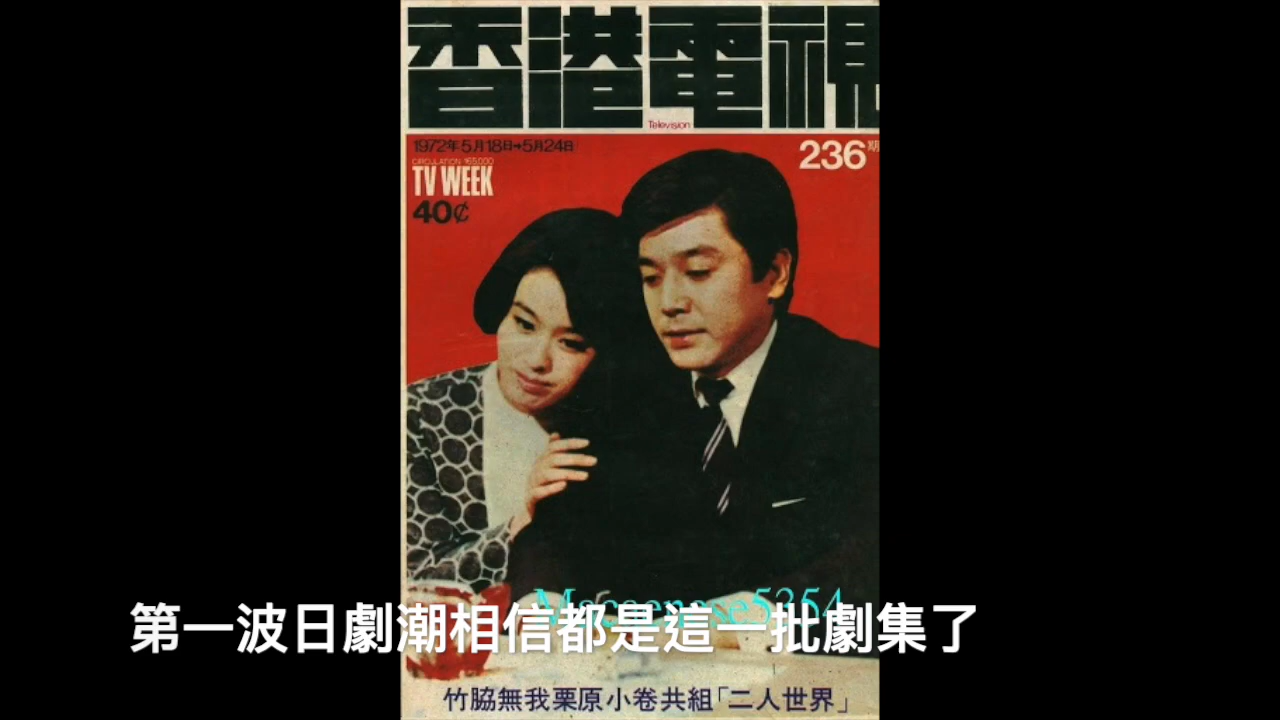 香港電視
Television
1972年5月18日→5月24日
236期
CIRCULATION 165,000
TV WEEK
40¢
Macaenese5354
第一波日劇潮相信都是這一批劇集了
竹脇無我栗原小卷共組「二人世界」